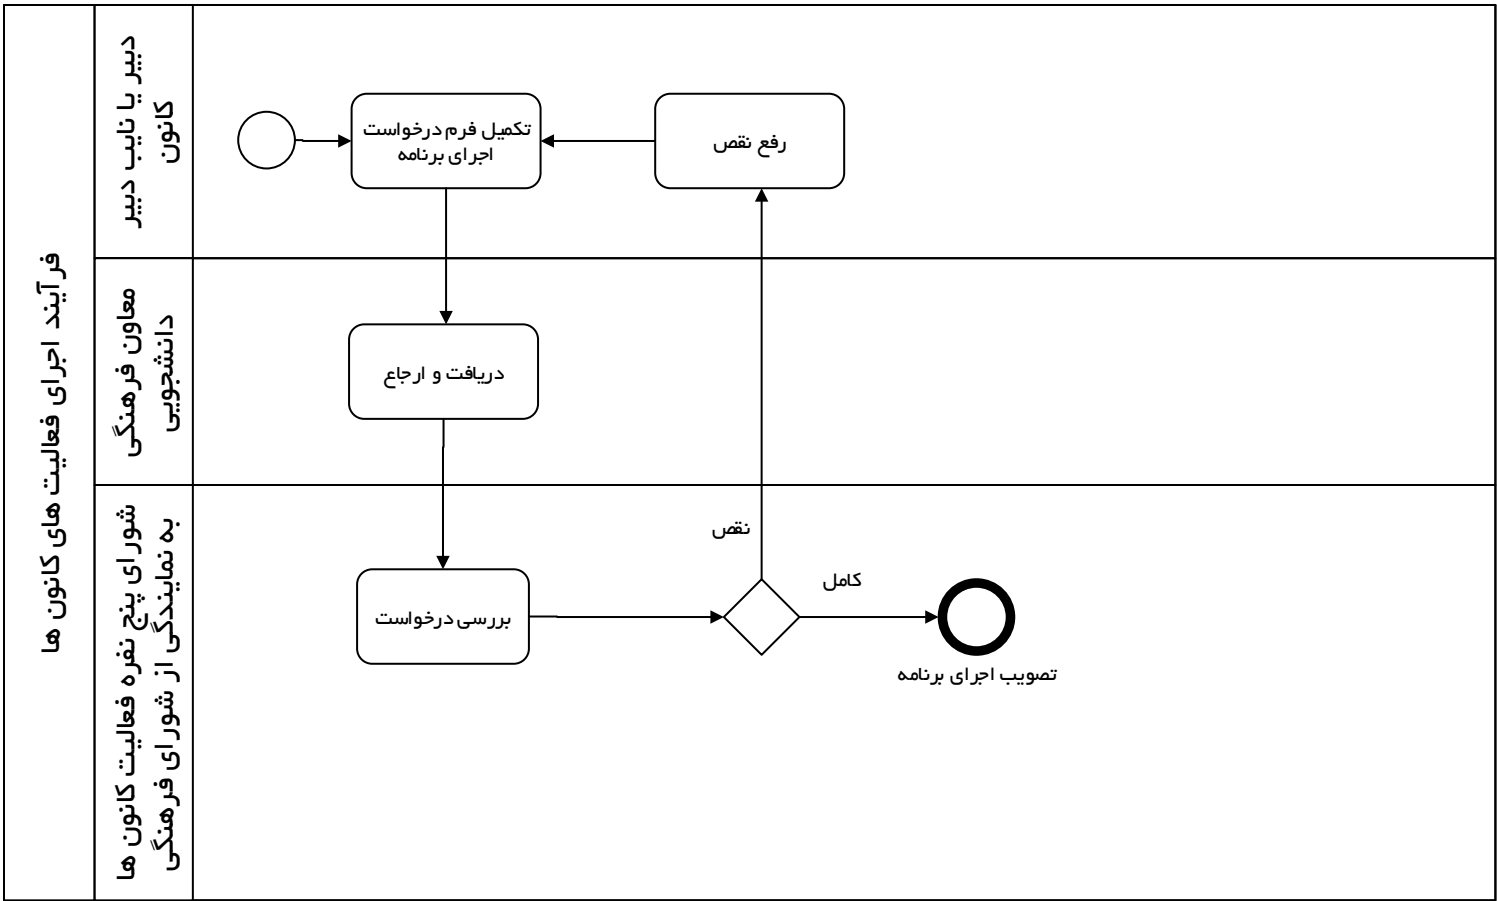 فرآیند اجرای فعالیت های کانون ها
دبیر یا نایب دبیر
کانون
تکمیل فرم درخواست
اجرای برنامه
رفع نقص
معاون فرهنگی
دانشجویی
دریافت و ارجاع
شورای پنج نفره فعالیت کانون ها
به نمایندگی از شورای فرهنگی
بررسی درخواست
نقص
کامل
تصویب اجرای برنامه